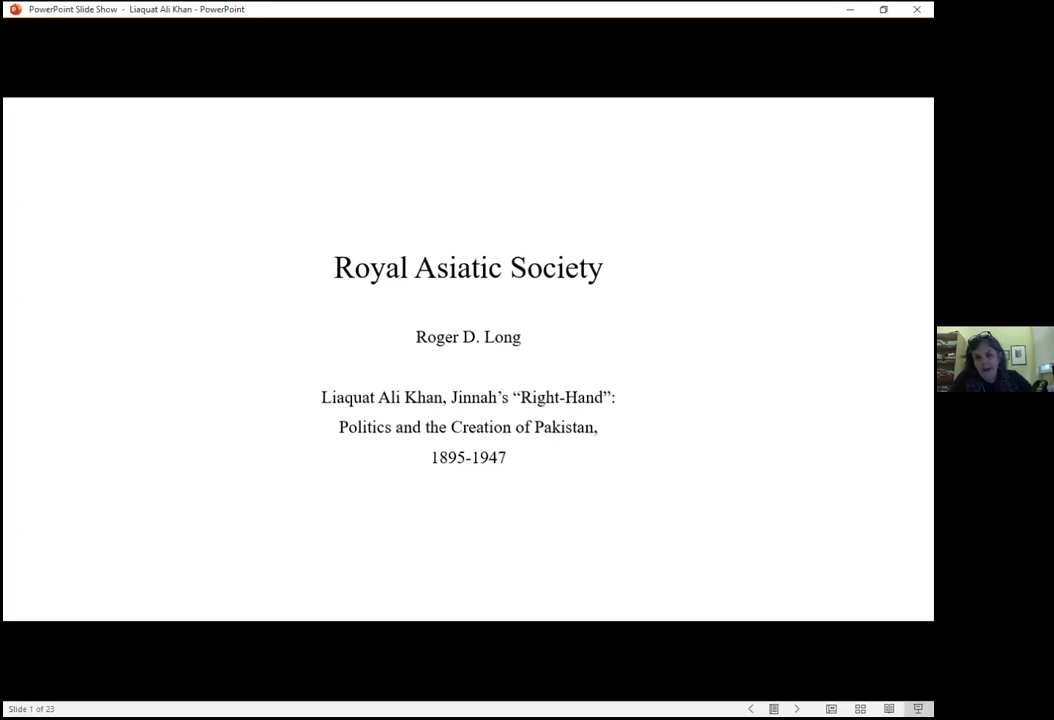 PowerPoint Slide Show - Liaquat Ali Khan - PowerPoint
Royal Asiatic Society
Roger D. Long
Liaquat Ali Khan, Jinnah’s “Right-Hand”:
Politics and the Creation of Pakistan,
1895-1947
Slide 1 of 23